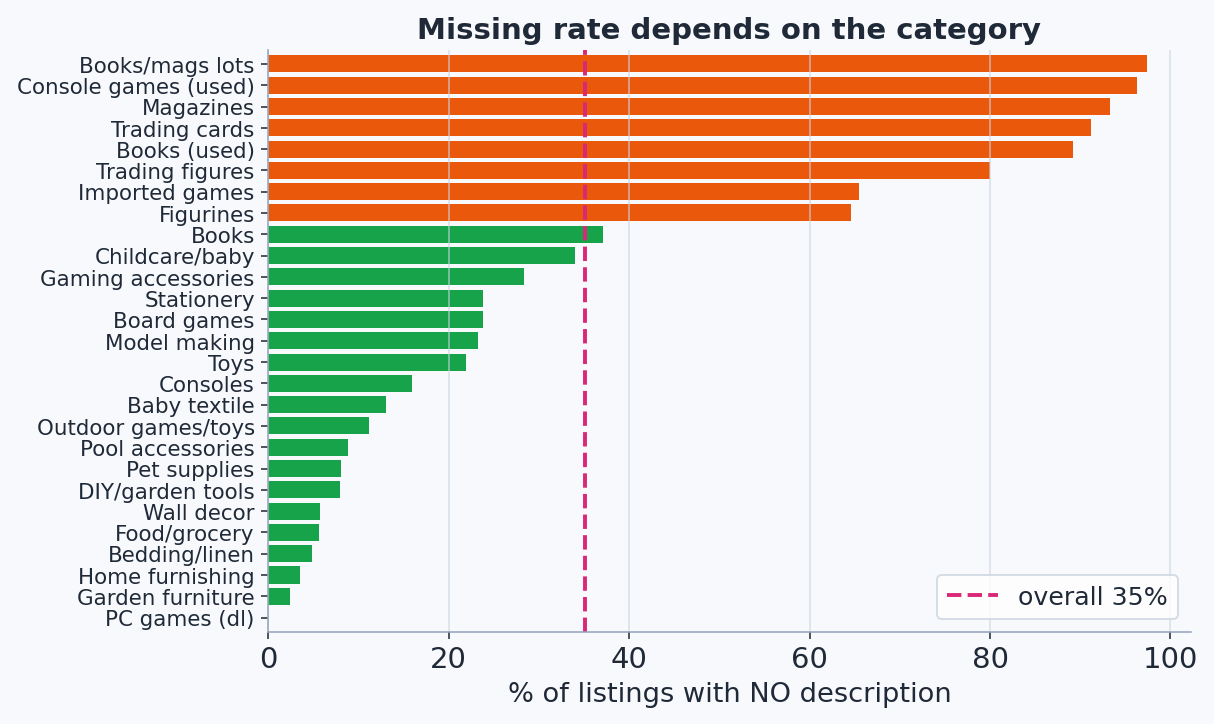 Missing rate depends on the category
Books/mags lots
Console games (used)
Magazines
Trading cards
Books (used)
Trading figures
Imported games
Figurines
Books
Childcare/baby
Gaming accessories
Stationery
Board games
Model making
Toys
Consoles
Baby textile
Outdoor games/toys
Pool accessories
Pet supplies
DIY/garden tools
Wall decor
Food/grocery
Bedding/linen
Home furnishing
Garden furniture
PC games (dl)
overall 35%
0 20 40 60 80 100
% of listings with NO description